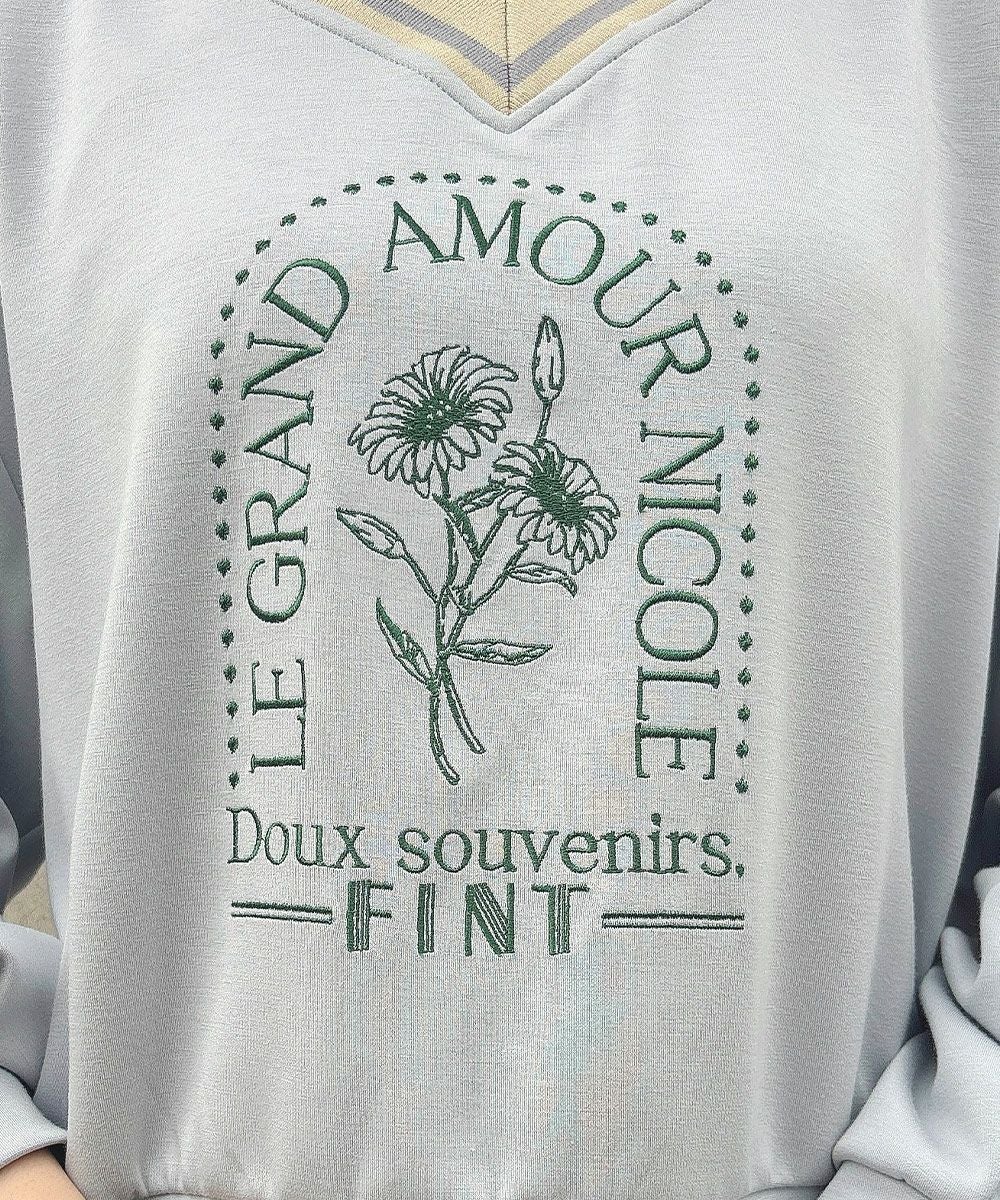 LE GRAND AMOUR NICOLE
Doux souvenirs.
FINT